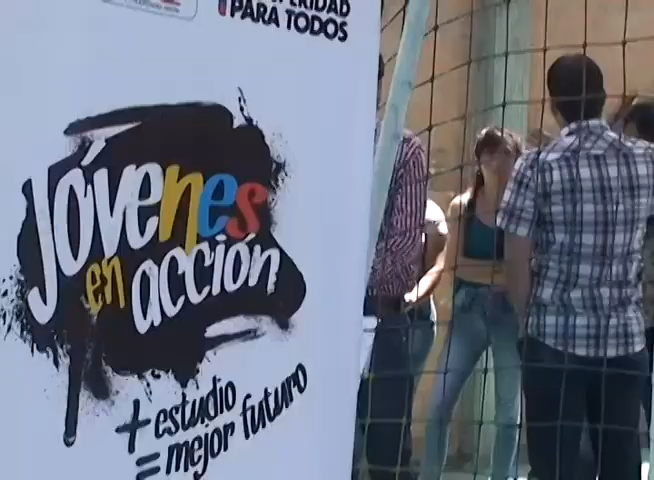 PARA TODOS
Jóvenes
en acción
+ estudio
= mejor futuro